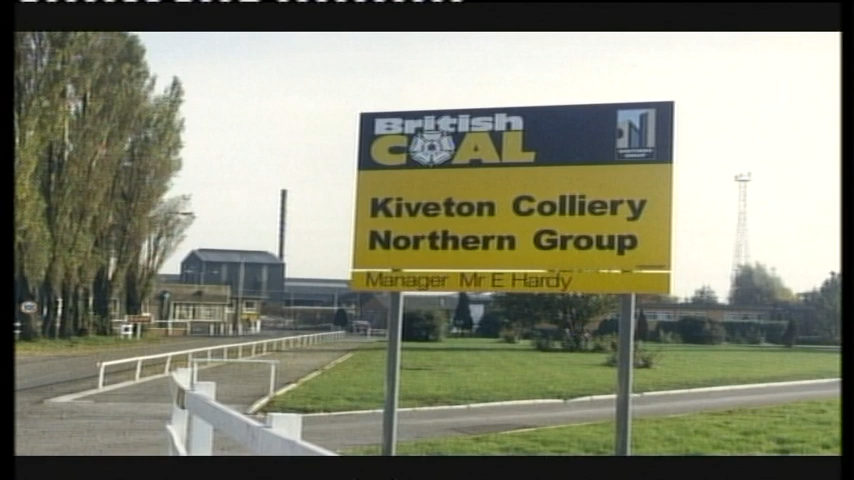 British
COAL
Kiveton Colliery
Northern Group
Manager Mr E Hardy